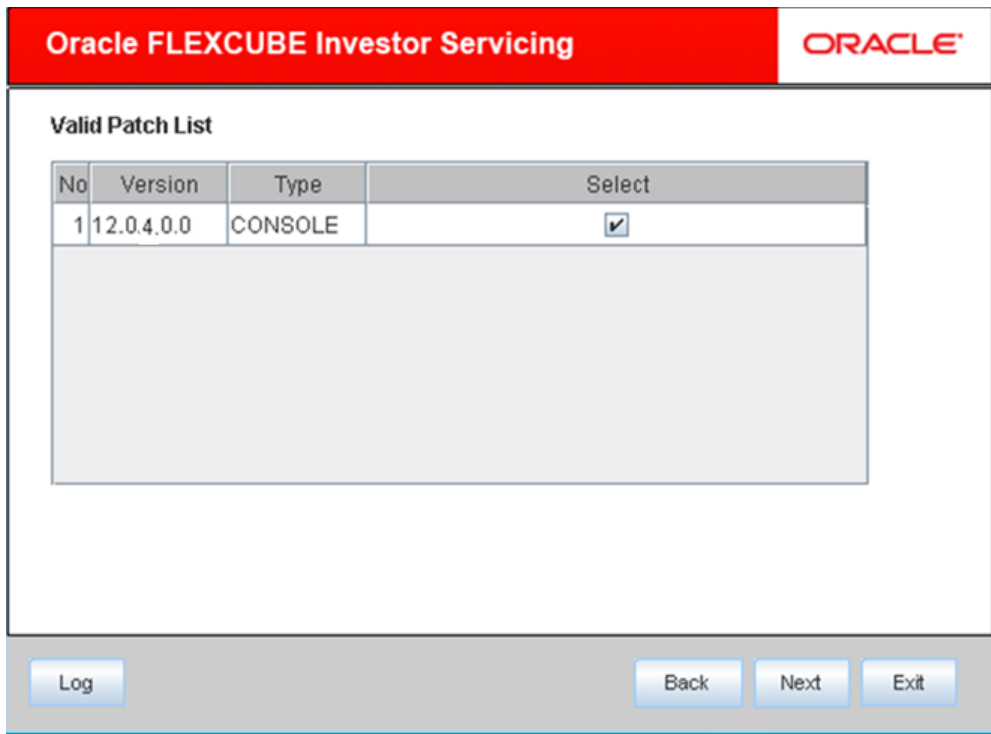 Oracle FLEXCUBE Investor Servicing ORACLE
Valid Patch List
No Version Type Select
1 12.0.4.0.0 CONSOLE
Log Back Next Exit